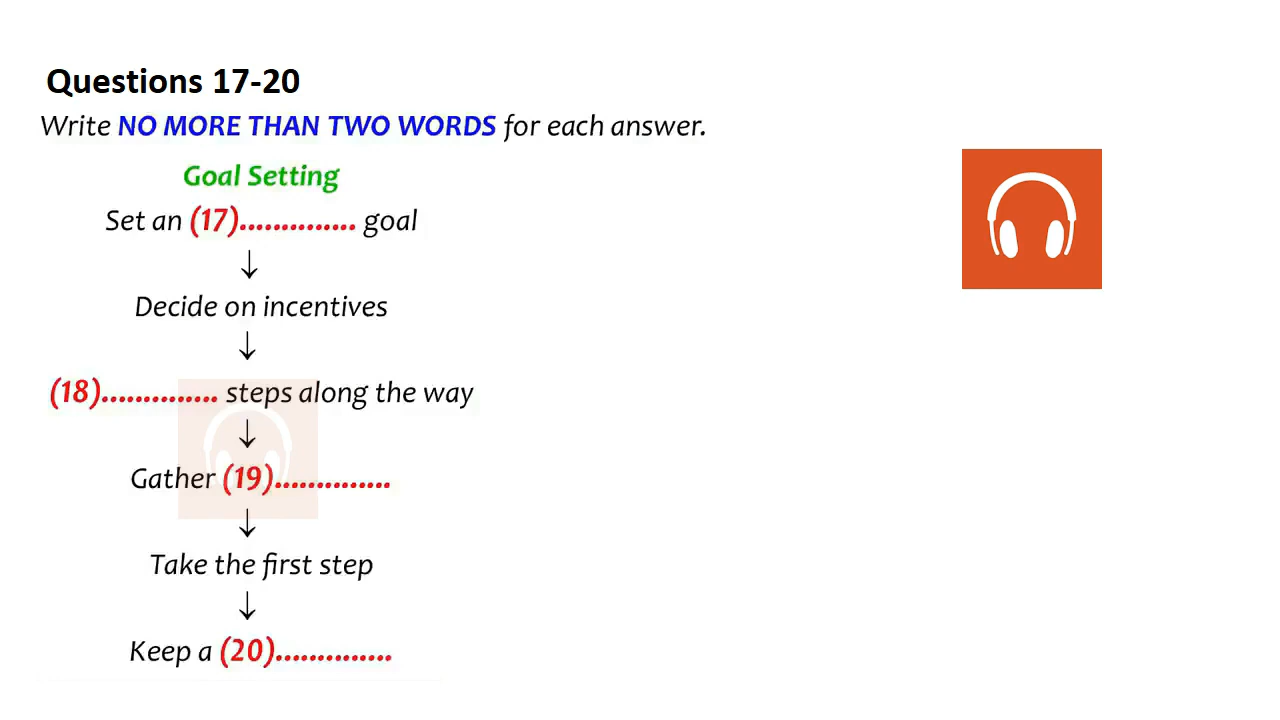 Questions 17-20
Write NO MORE THAN TWO WORDS for each answer.
Goal Setting
Set an (17).............. goal
↓
Decide on incentives
↓
(18).............. steps along the way
↓
Gather (19)..............
↓
Take the first step
↓
Keep a (20)..............